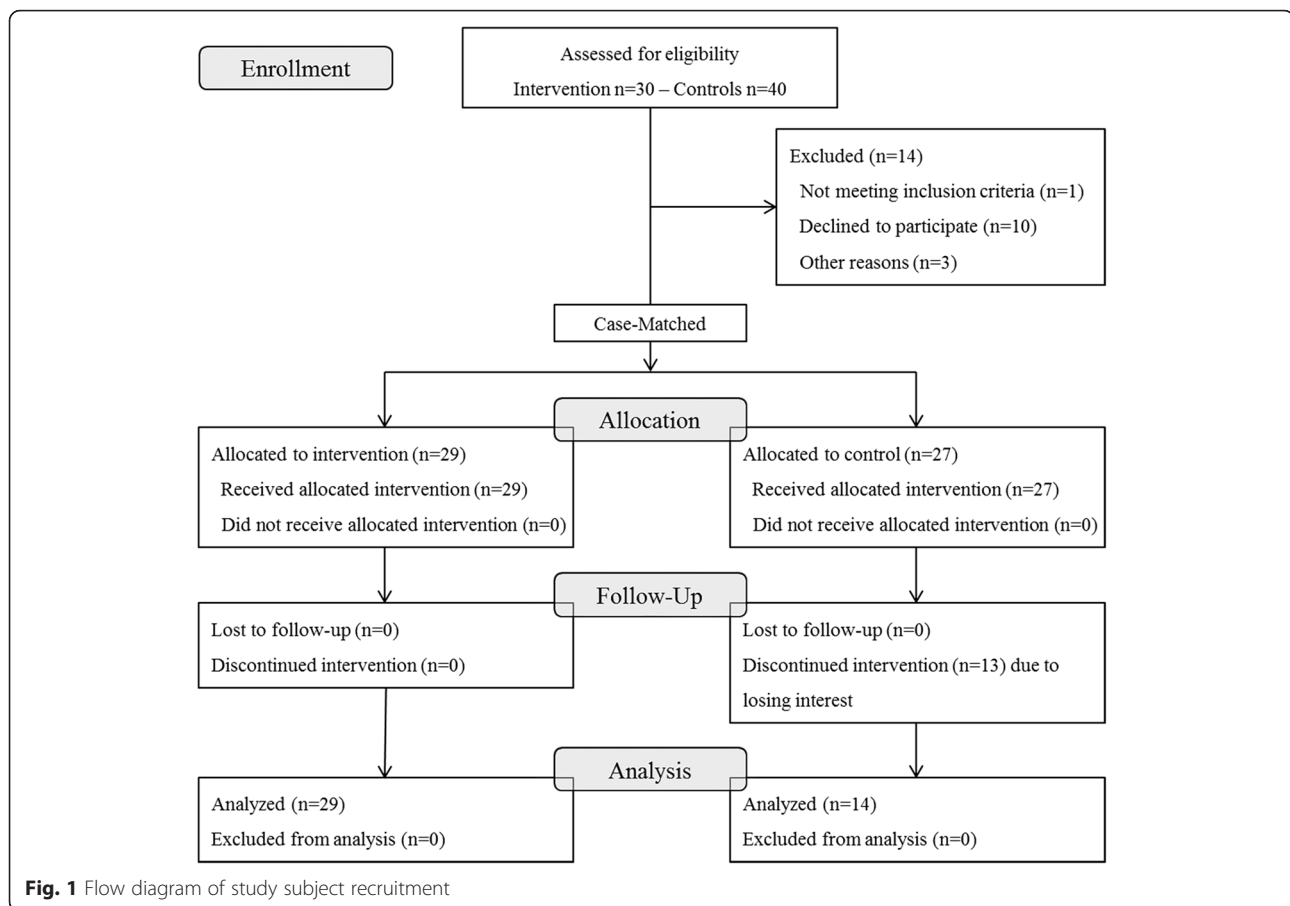 Enrollment
Assessed for eligibility
Intervention n=30 – Controls n=40
Excluded (n=14)
Not meeting inclusion criteria (n=1)
Declined to participate (n=10)
Other reasons (n=3)
Case-Matched
Allocation
Allocated to intervention (n=29)
Received allocated intervention (n=29)
Did not receive allocated intervention (n=0)
Allocated to control (n=27)
Received allocated intervention (n=27)
Did not receive allocated intervention (n=0)
Follow-Up
Lost to follow-up (n=0)
Discontinued intervention (n=0)
Lost to follow-up (n=0)
Discontinued intervention (n=13) due to
losing interest
Analysis
Analyzed (n=29)
Excluded from analysis (n=0)
Analyzed (n=14)
Excluded from analysis (n=0)
Fig. 1 Flow diagram of study subject recruitment